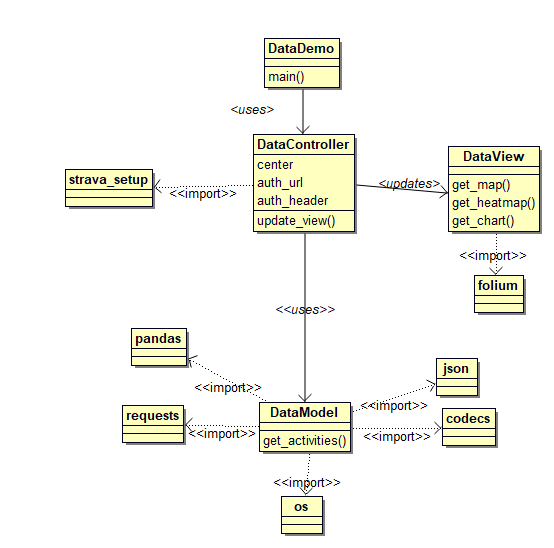 DataDemo
main()
<uses>
DataController
center
auth_url
auth_header
update_view()
strava_setup
<<import>>
<updates>
DataView
get_map()
get_heatmap()
get_chart()
<<import>>
folium
<<uses>>
pandas
<<import>>
json
<<import>>
requests
<<import>>
DataModel
get_activities()
codecs
<<import>>
<<import>>
os